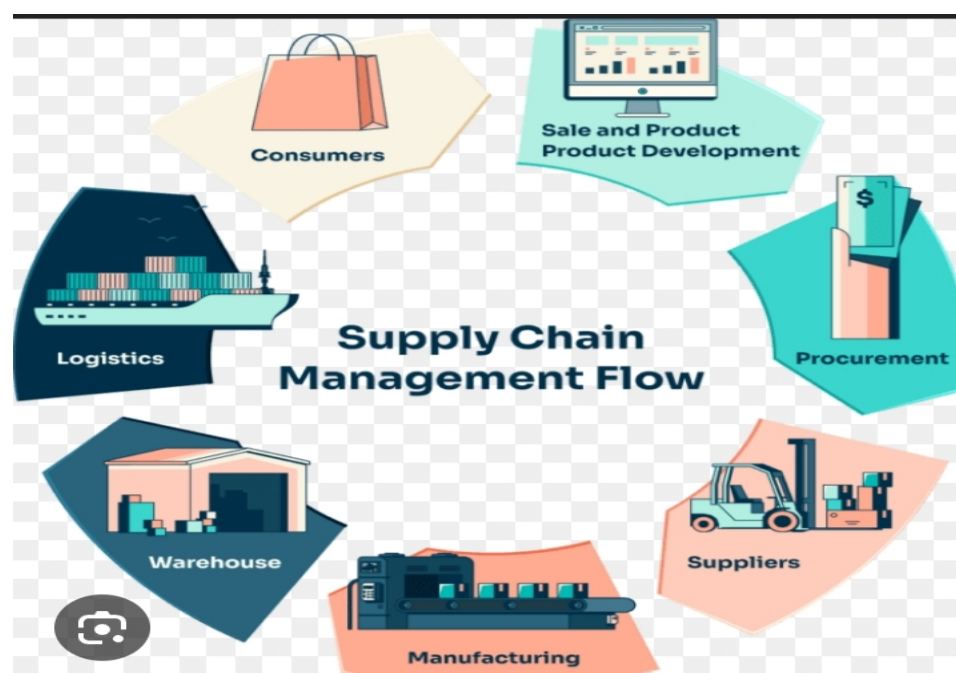 Consumers
Sale and Product
Product Development
$
Logistics
Procurement
Supply Chain
Management Flow
Warehouse
Suppliers
Manufacturing